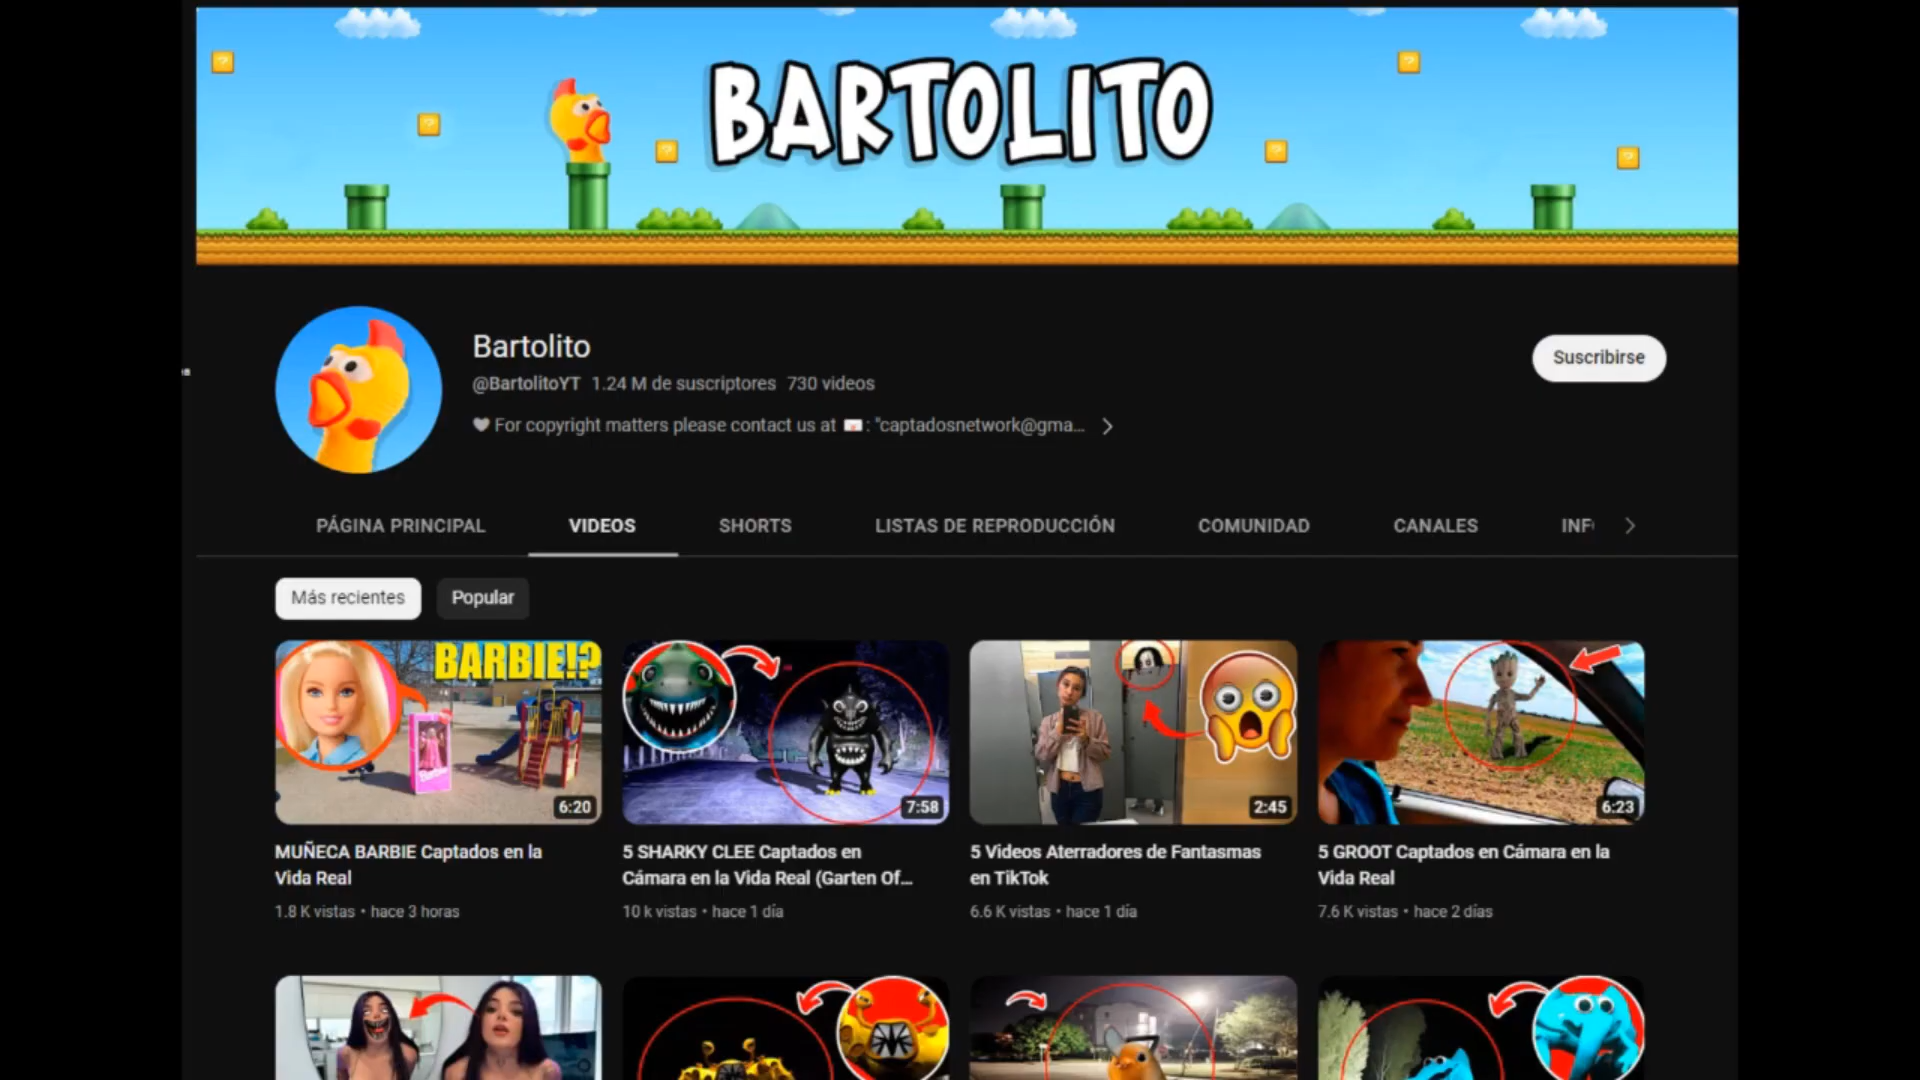 BARTOLITO
Bartolito
@BartolitoYT 1.24 M de suscriptores 730 videos
For copyright matters please contact us at : "captadosnetwork@gma...
Suscribirse
PÁGINA PRINCIPAL VIDEOS SHORTS LISTAS DE REPRODUCCIÓN COMUNIDAD CANALES INF
Más recientes Popular
BARBIE!?
Barbie
6:20 7:58 2:45 6:23
MUÑECA BARBIE Captados en la
Vida Real
1.8 K vistas • hace 3 horas
5 SHARKY CLEE Captados en
Cámara en la Vida Real (Garten Of...
10 k vistas • hace 1 día
5 Videos Aterradores de Fantasmas
en TikTok
6.6 K vistas • hace 1 día
5 GROOT Captados en Cámara en la
Vida Real
7.6 K vistas • hace 2 días